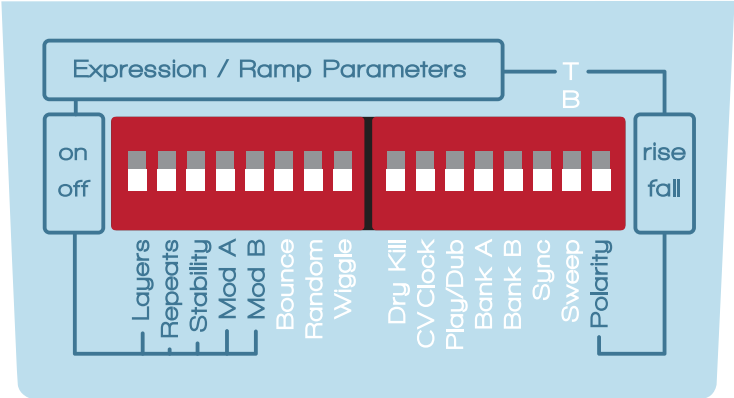 Expression / Ramp Parameters
T
B
on
off
rise
fall
Layers
Repeats
Stability
Mod A
Mod B
Bounce
Random
Wiggle
Dry Kill
CV Clock
Play/Dub
Bank A
Bank B
Sync
Sweep
Polarity